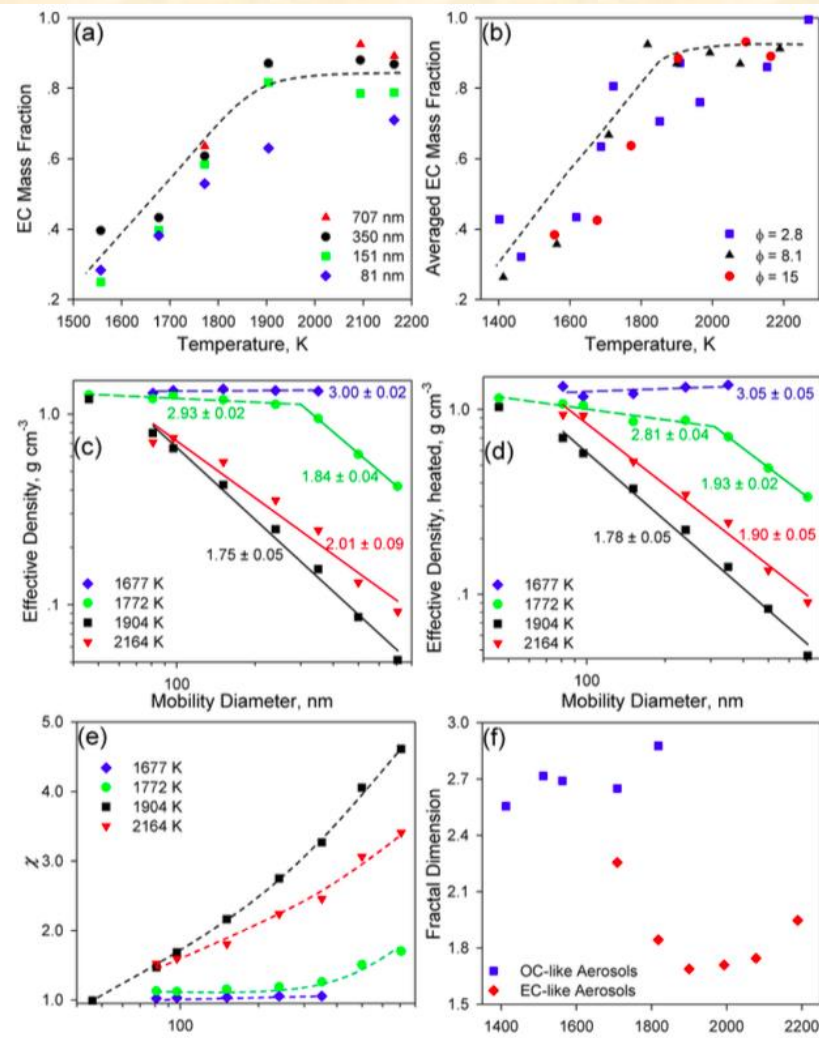 (a)
EC Mass Fraction
1.0
.8
.6
.4
.2
707 nm
350 nm
151 nm
81 nm
1500 1600 1700 1800 1900 2000 2100 2200
Temperature, K
(b)
Averaged EC Mass Fraction
1.0
.8
.6
.4
.2
ϕ = 2.8
ϕ = 8.1
ϕ = 15
1400 1600 1800 2000 2200
Temperature, K
(c)
Effective Density, g cm-3
1.0
.1
3.00 ± 0.02
2.93 ± 0.02
1.84 ± 0.04
2.01 ± 0.09
1.75 ± 0.05
1677 K
1772 K
1904 K
2164 K
100
Mobility Diameter, nm
(d)
Effective Density, heated, g cm-3
1.0
.1
3.05 ± 0.05
2.81 ± 0.04
1.93 ± 0.02
1.90 ± 0.05
1.78 ± 0.05
1677 K
1772 K
1904 K
2164 K
100
Mobility Diameter, nm
(e)
χ
5.0
4.0
3.0
2.0
1.0
1677 K
1772 K
1904 K
2164 K
100
(f)
Fractal Dimension
3.0
2.7
2.4
2.1
1.8
1.5
OC-like Aerosols
EC-like Aerosols
1400 1600 1800 2000 2200